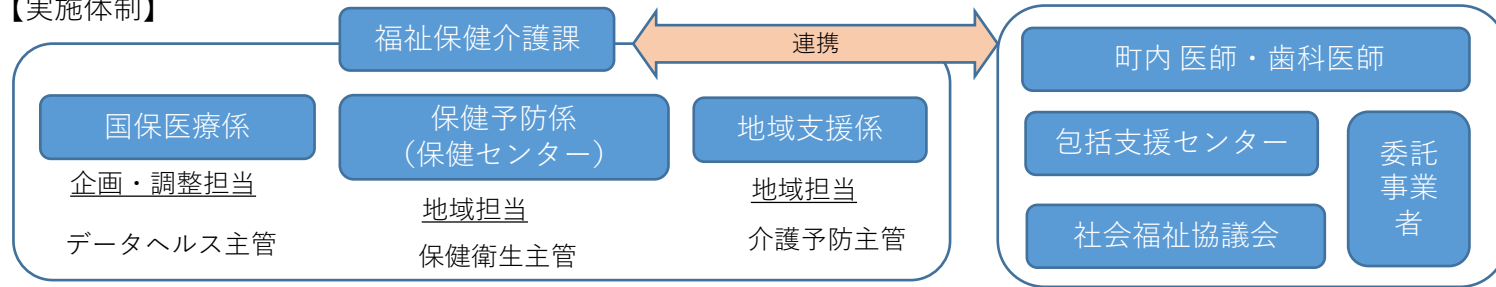 【実施体制】
福祉保健介護課
連携
国保医療係
企画・調整担当
データヘルス主管
保健予防係
（保健センター）
地域担当
保健衛生主管
地域支援係
地域担当
介護予防主管
町内 医師・歯科医師
包括支援センター
社会福祉協議会
委託
事業
者